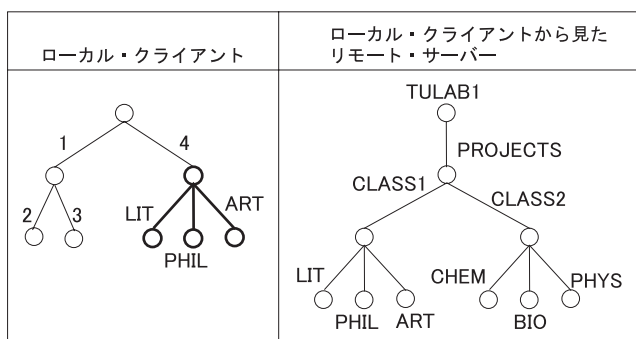 ローカル・クライアント
ローカル・クライアントから見た
リモート・サーバー
1
4
2
3
LIT
ART
PHIL
TULAB1
PROJECTS
CLASS1
CLASS2
LIT
CHEM
PHYS
PHIL
ART
BIO